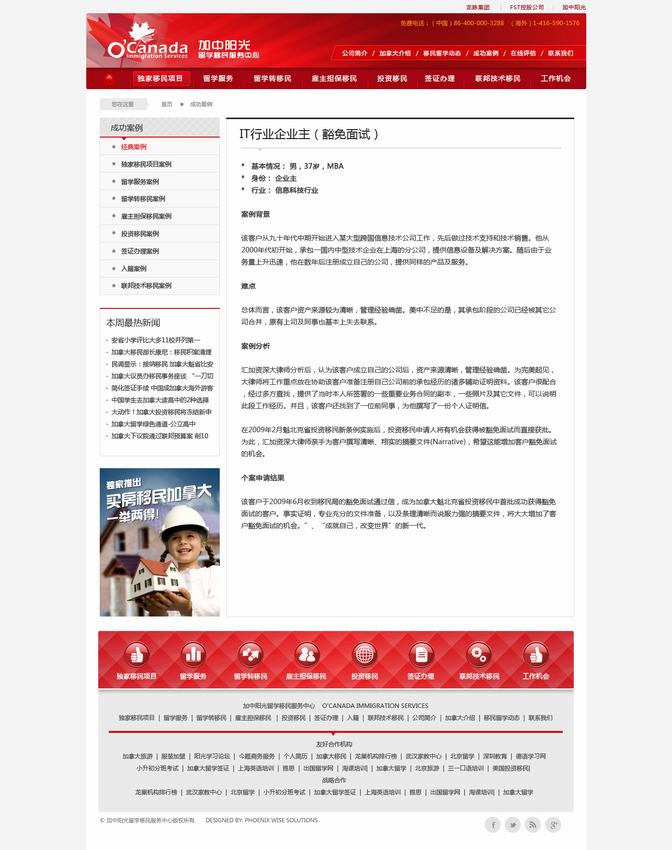 龙脉集团 | FST控股公司 | 加中阳光
免费电话：（中国）86-400-000-3288 （海外）1-416-590-1576
O'Canada
Immigration Services
加中阳光
留学移民服务中心
公司简介 / 加拿大介绍 / 移民留学动态 / 成功案例 / 在线评估 / 联系我们
独家移民项目 留学服务 留学转移民 雇主担保移民 投资移民 签证办理 联邦技术移民 工作机会
您在这里 首页 成功案例
成功案例
经典案例
独家移民项目案例
留学服务案例
留学转移民案例
雇主担保移民案例
投资移民案例
签证办理案例
入籍案例
联邦技术移民案例
本周最热新闻
· 安省小学评比大多11校并列第一
· 加拿大移民部长康尼：移民积案清理
· 民调显示：接纳移民 加拿大魁省比安
· 加拿大议员办移民事务座谈 “一刀切
· 简化签证手续 中国成加拿大海外游客
· 中国学生去加拿大读高中的2种选择
· 大动作！加拿大投资移民将冻结新申
· 加拿大留学绿色通道-公立高中
· 加拿大下议院通过联邦预算案 削10
独家推出
买房移民加拿大
一举两得!
IT行业企业主（豁免面试）
* 基本情况： 男，37岁，MBA
* 身份： 企业主
* 行业： 信息科技行业
案例背景
该客户从九十年代中期开始进入某大型跨国信息技术公司工作，先后做过技术支持和技术销售。他从
2000年代初开始，承包一国内中型技术企业在上海的分公司，提供信息设备及解决方案。随后由于业
务量上升迅速，他在数年后注册成立自己的公司，提供同样的产品及服务。
难点
总体而言，该客户资产来源较为清晰，管理经验确凿。美中不足的是，其承包阶段的公司已经被其它公
司合并，原有上司及同事也基本上失去联系。
案例分析
汇加资深大律师分析后，认为该客户成立自己的公司后，资产来源清晰，管理经验确凿。为完美起见，
大律师将工作重点放在协助该客户准备注册自己公司前的承包经历的诸多辅助证明资料。该客户很配合
，经过多方查找，提供了当时本人所签署的一些重要业务合同的副本，一些照片及其它文件，可以说明
此段工作经历。并且，该客户还找到了一位前同事，为他撰写了一份个人证明信。
在2009年2月魁北克省投资移民新条例实施后，投资移民申请人将有机会获得被豁免面试而直接获批。
为此，汇加资深大律师亲手为客户撰写清晰、翔实的摘要文件(Narrative)，希望这能增加客户豁免面试
的机会。
个案申请结果
该客户于2009年6月收到移民局的豁免面试通过信，成为加拿大魁北克省投资移民中首批成功获得豁免
面试的客户。事实证明，专业充分的文件准备，以及条理清晰而说服力强的摘要文件，将大大增加了客
户豁免面试的机会。”、“成就自己，改变世界”的新一代。
独家移民项目 留学服务 留学转移民 雇主担保移民 投资移民 签证办理 联邦技术移民 工作机会
加中阳光留学移民服务中心 O'CANADA IMMIGRATION SERVICES
独家移民项目 | 留学服务 | 留学转移民 | 雇主担保移民 | 投资移民 | 签证办理 | 入籍 | 联邦技术移民 | 公司简介 | 加拿大介绍 | 移民留学动态 | 联系我们
友好合作机构
加拿大旅游 | 服装加盟 | 阳光学习论坛 | 今题商务服务 | 个人简历 | 加拿大移民 | 龙巢机构排行榜 | 武汉家教中心 | 北京留学 | 深圳教育 | 德语学习网
小升初分班考试 | 加拿大留学签证 | 上海英语培训 | 雅思 | 出国留学网 | 淘课培训| 加拿大留学 | 北京旅游 | 三一口语培训 | 美国投资移民|
战略合作
龙巢机构排行榜 | 武汉家教中心 | 北京留学 | 小升初分班考试 | 加拿大留学签证 | 上海英语培训 | 雅思 | 出国留学网 | 淘课培训| 加拿大留学
© 加中阳光留学移民服务中心版权所有. DESIGNED BY: PHOENIX WISE SOLUTIONS